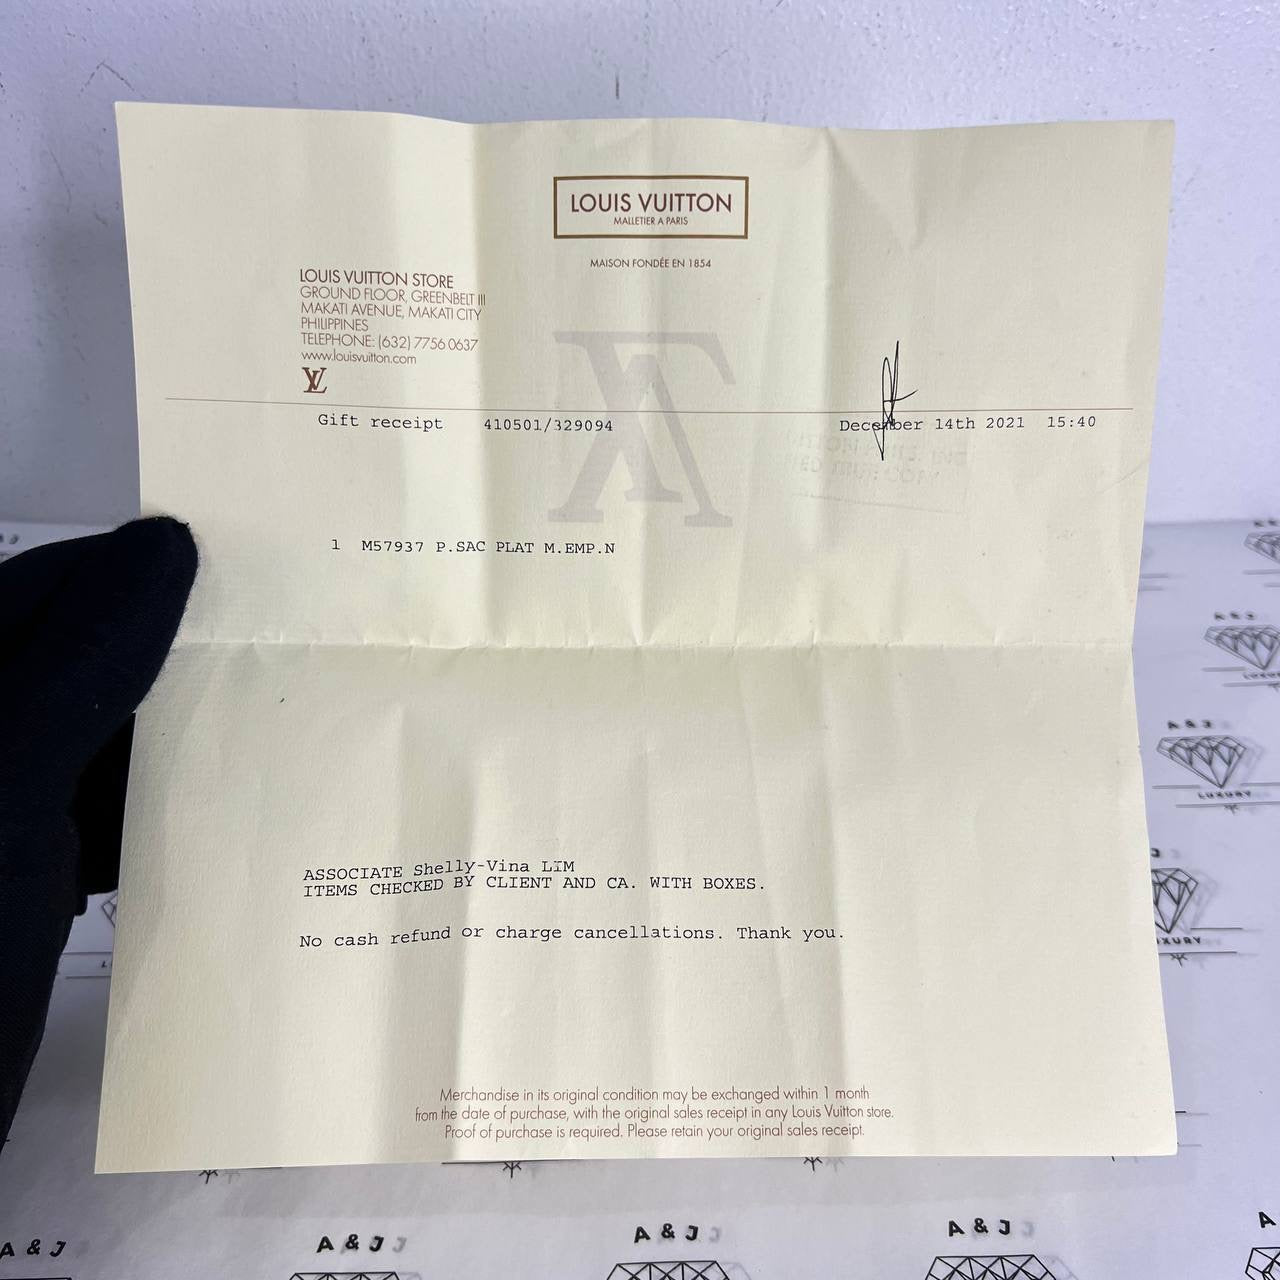 LOUIS VUITTON
MALLETIER A PARIS
MAISON FONDÉE EN 1854
LOUIS VUITTON STORE
GROUND FLOOR, GREENBELT III
MAKATI AVENUE, MAKATI CITY
PHILIPPINES
TELEPHONE: (632) 7756 0637
www.louisvuitton.com
LV
Gift receipt 410501/329094 December 14th 2021 15:40
1 M57937 P.SAC PLAT M.EMP.N
ASSOCIATE Shelly-Vina LIM
ITEMS CHECKED BY CLIENT AND CA. WITH BOXES.
No cash refund or charge cancellations. Thank you.
Merchandise in its original condition may be exchanged within 1 month
from the date of purchase, with the original sales receipt in any Louis Vuitton store.
Proof of purchase is required. Please retain your original sales receipt.
A & J
A & J
LUXURY
LUXURY
A & J
A & J
A & J
A & J